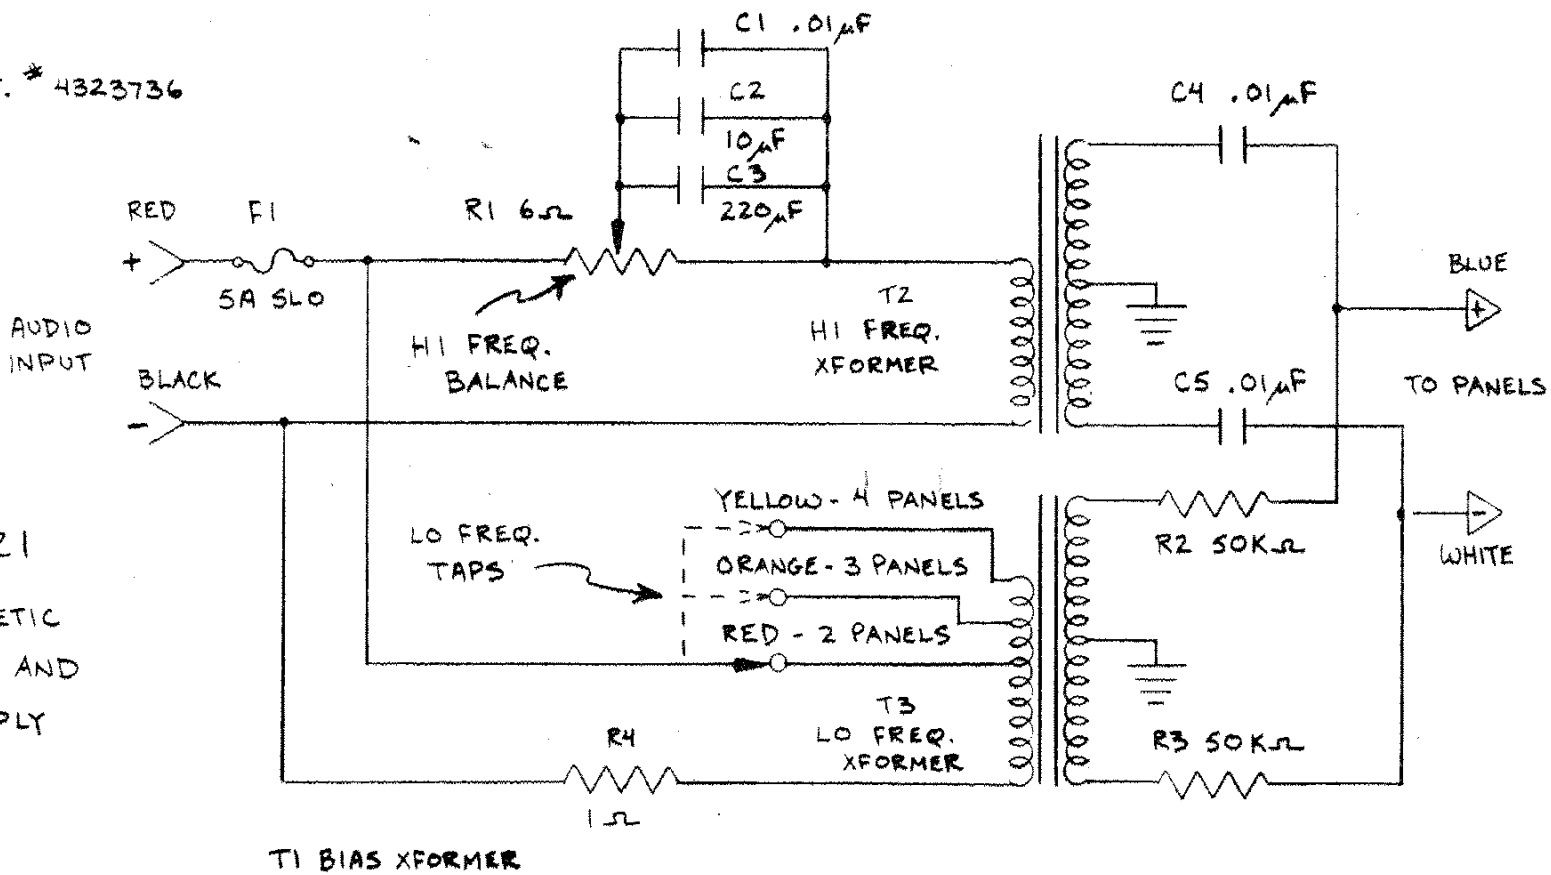 C1 .01µF
* 4323736
C2
10µF
C3
220µF
C4 .01µF
RED F1
R1 6Ω
+
5A SLO
AUDIO
INPUT
HI FREQ.
BALANCE
T2
HI FREQ.
XFORMER
BLUE
+
C5 .01µF
TO PANELS
BLACK
-
YELLOW - 4 PANELS
LO FREQ.
TAPS
ORANGE - 3 PANELS
RED - 2 PANELS
R2 50KΩ
-
WHITE
21
ETIC
AND
PLY
R4
1Ω
T3
LO FREQ.
XFORMER
R3 50KΩ
T1 BIAS XFORMER